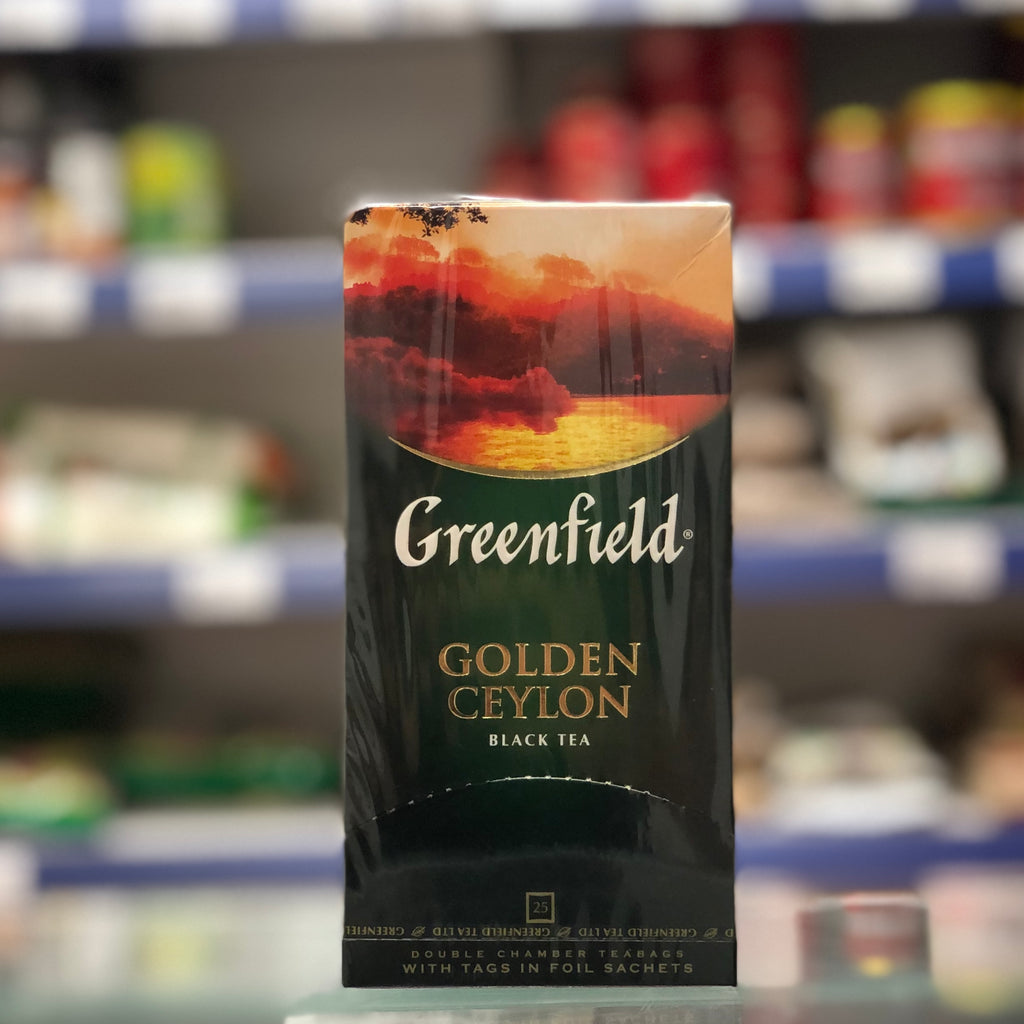 Greenfield®
GOLDEN
CEYLON
BLACK TEA
25
GREENFIELD TEA LTD GREENFIELD TEA LTD
DOUBLE CHAMBER TEABAGS
WITH TAGS IN FOIL SACHETS